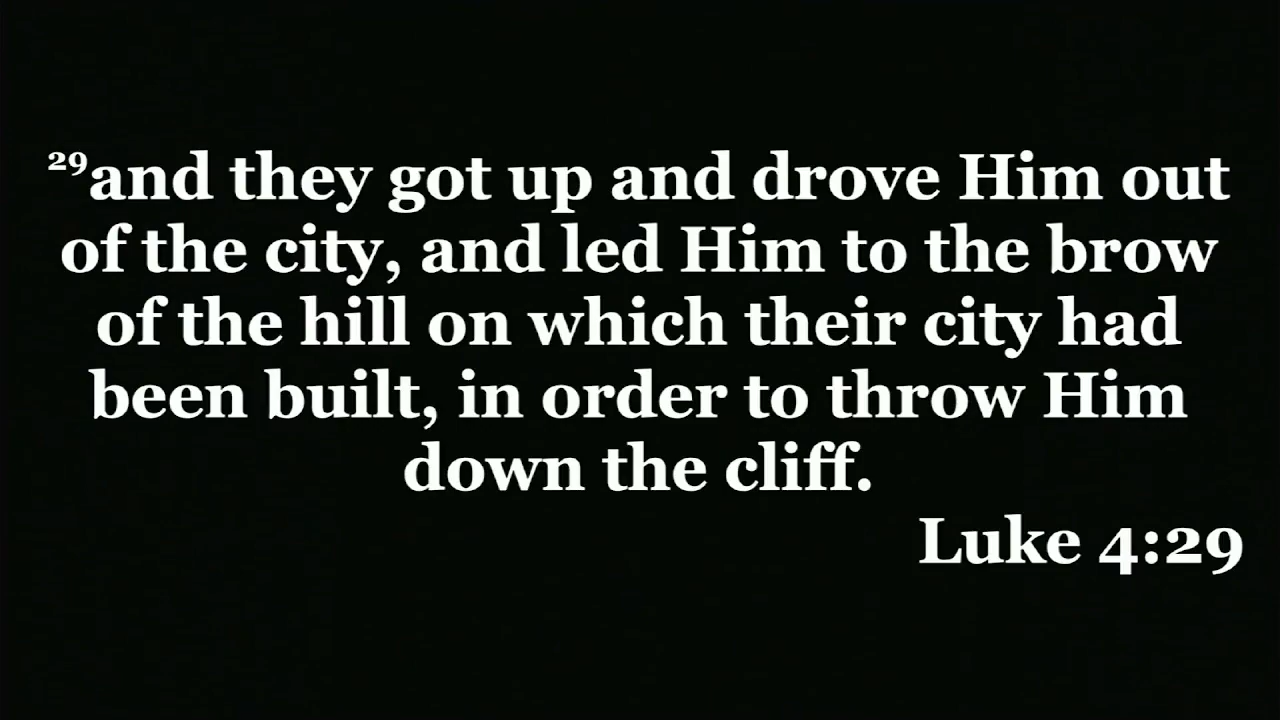 ²⁹and they got up and drove Him out
of the city, and led Him to the brow
of the hill on which their city had
been built, in order to throw Him
down the cliff.
Luke 4:29